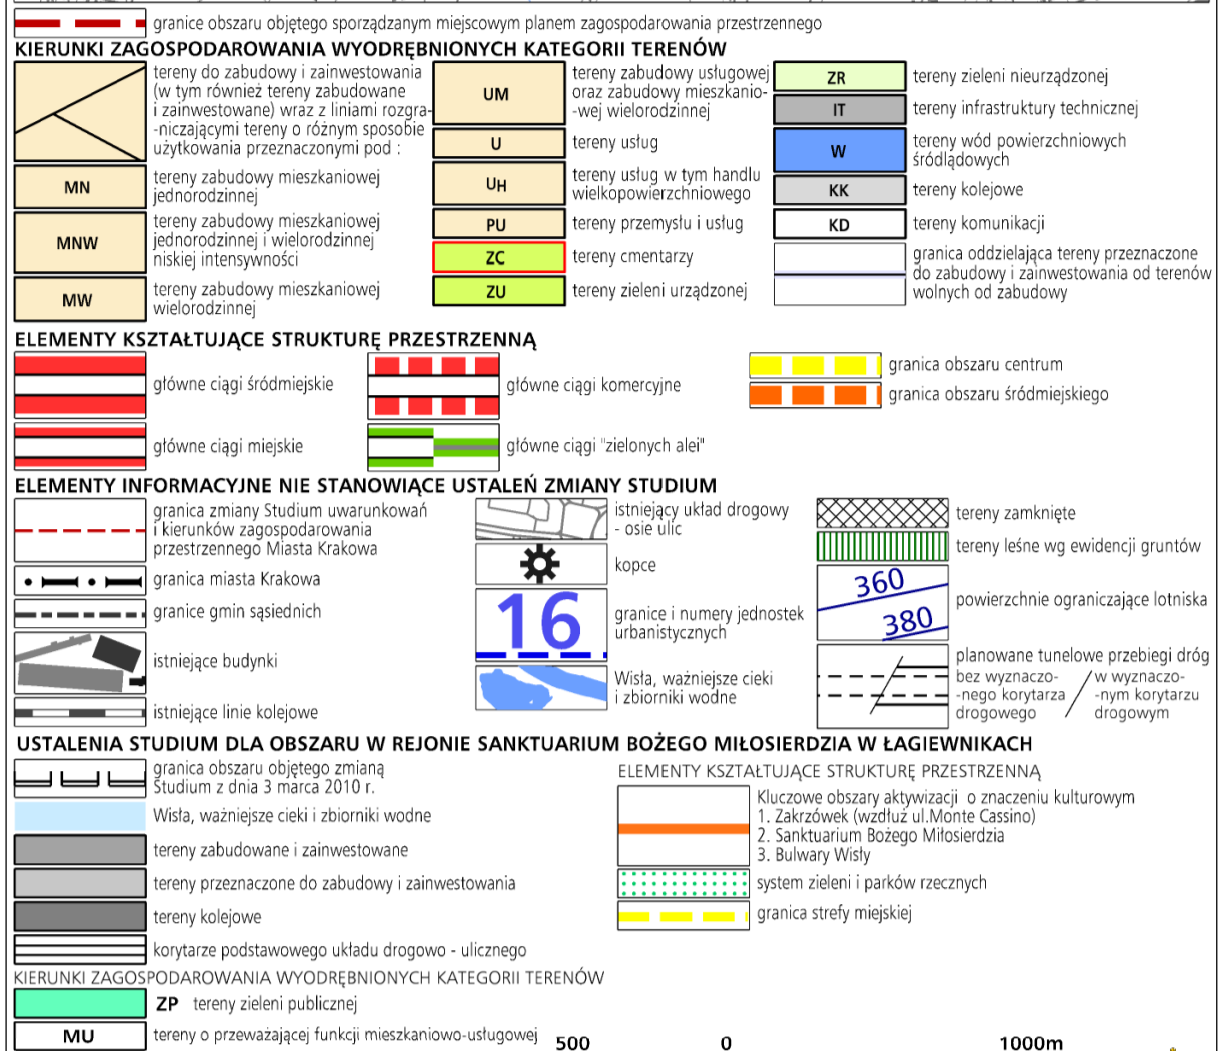 granice obszaru objętego sporządzanym miejscowym planem zagospodarowania przestrzennego
KIERUNKI ZAGOSPODAROWANIA WYODRĘBNIONYCH KATEGORII TERENÓW
tereny do zabudowy i zainwestowania
(w tym również tereny zabudowane
i zainwestowane) wraz z liniami rozgra-
-niczającymi tereny o różnym sposobie
użytkowania przeznaczonymi pod :
MN
tereny zabudowy mieszkaniowej
jednorodzinnej
MNW
tereny zabudowy mieszkaniowej
jednorodzinnej i wielorodzinnej
niskiej intensywności
MW
tereny zabudowy mieszkaniowej
wielorodzinnej
UM
tereny zabudowy usługowej
oraz zabudowy mieszkanio-
-wej wielorodzinnej
U
tereny usług
UH
tereny usług w tym handlu
wielkopowierzchniowego
PU
tereny przemysłu i usług
ZC
tereny cmentarzy
ZU
tereny zieleni urządzonej
ZR
tereny zieleni nieurządzonej
IT
tereny infrastruktury technicznej
W
tereny wód powierzchniowych
śródlądowych
KK
tereny kolejowe
KD
tereny komunikacji
granica oddzielająca tereny przeznaczone
do zabudowy i zainwestowania od terenów
wolnych od zabudowy
ELEMENTY KSZTAŁTUJĄCE STRUKTURĘ PRZESTRZENNĄ
główne ciągi śródmiejskie
główne ciągi miejskie
główne ciągi komercyjne
główne ciągi "zielonych alei"
granica obszaru centrum
granica obszaru śródmiejskiego
ELEMENTY INFORMACYJNE NIE STANOWIĄCE USTALEŃ ZMIANY STUDIUM
granica zmiany Studium uwarunkowań
i kierunków zagospodarowania
przestrzennego Miasta Krakowa
granica miasta Krakowa
granice gmin sąsiednich
istniejące budynki
istniejące linie kolejowe
istniejący układ drogowy
- osie ulic
kopce
16
granice i numery jednostek
urbanistycznych
Wisła, ważniejsze cieki
i zbiorniki wodne
tereny zamknięte
tereny leśne wg ewidencji gruntów
360
380
powierzchnie ograniczające lotniska
planowane tunelowe przebiegi dróg
bez wyznaczo-
-nego korytarza
drogowego
w wyznaczo-
-nym korytarzu
drogowym
USTALENIA STUDIUM DLA OBSZARU W REJONIE SANKTUARIUM BOŻEGO MIŁOSIERDZIA W ŁAGIEWNIKACH
granica obszaru objętego zmianą
Studium z dnia 3 marca 2010 r.
Wisła, ważniejsze cieki i zbiorniki wodne
tereny zabudowane i zainwestowane
tereny przeznaczone do zabudowy i zainwestowania
tereny kolejowe
korytarze podstawowego układu drogowo - ulicznego
ELEMENTY KSZTAŁTUJĄCE STRUKTURĘ PRZESTRZENNĄ
Kluczowe obszary aktywizacji o znaczeniu kulturowym
1. Zakrzówek (wzdłuż ul.Monte Cassino)
2. Sanktuarium Bożego Miłosierdzia
3. Bulwary Wisły
system zieleni i parków rzecznych
granica strefy miejskiej
KIERUNKI ZAGOSPODAROWANIA WYODRĘBNIONYCH KATEGORII TERENÓW
ZP tereny zieleni publicznej
MU tereny o przeważającej funkcji mieszkaniowo-usługowej
500 0 1000m